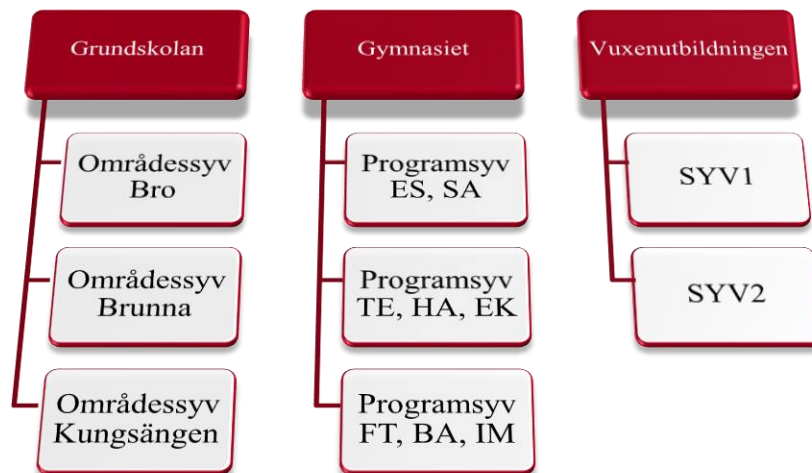 Grundskolan
Områdessyv
Bro
Områdessyv
Brunna
Områdessyv
Kungsängen
Gymnasiet
Programsyv
ES, SA
Programsyv
TE, HA, EK
Programsyv
FT, BA, IM
Vuxenutbildningen
SYV1
SYV2